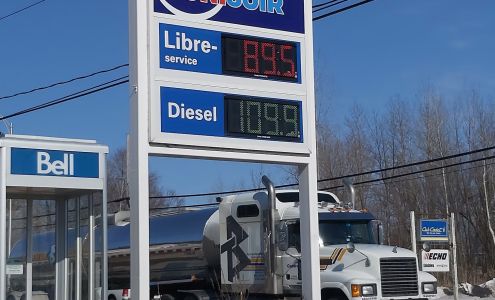 Libre-
service
89.5
Diesel
109.9
Bell
ECHO